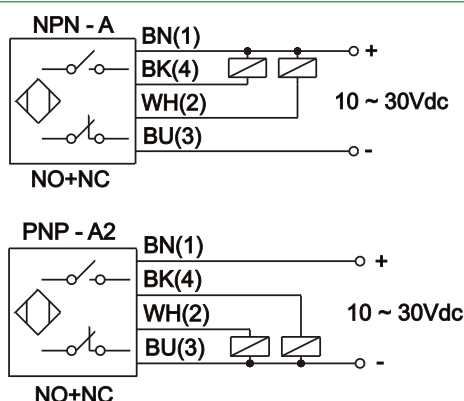 NPN - A
BN(1)
+
BK(4)
WH(2)
10 ~ 30Vdc
BU(3)
-
NO+NC
PNP - A2
BN(1)
+
BK(4)
WH(2)
10 ~ 30Vdc
BU(3)
-
NO+NC